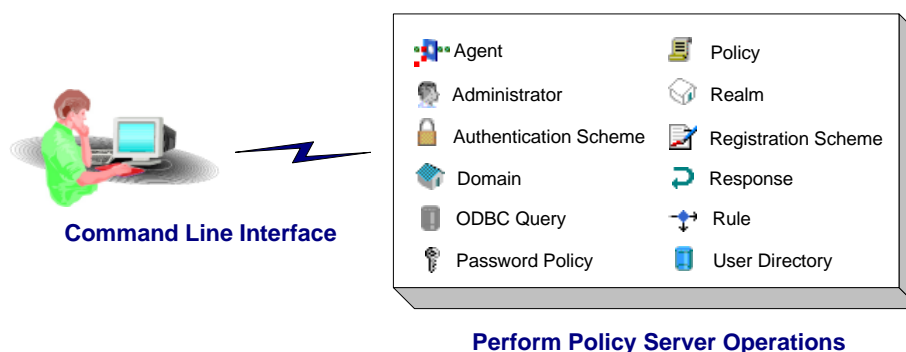 Agent
Policy
Administrator
Realm
Authentication Scheme
Registration Scheme
Domain
Response
ODBC Query
Rule
Password Policy
User Directory
Command Line Interface
Perform Policy Server Operations